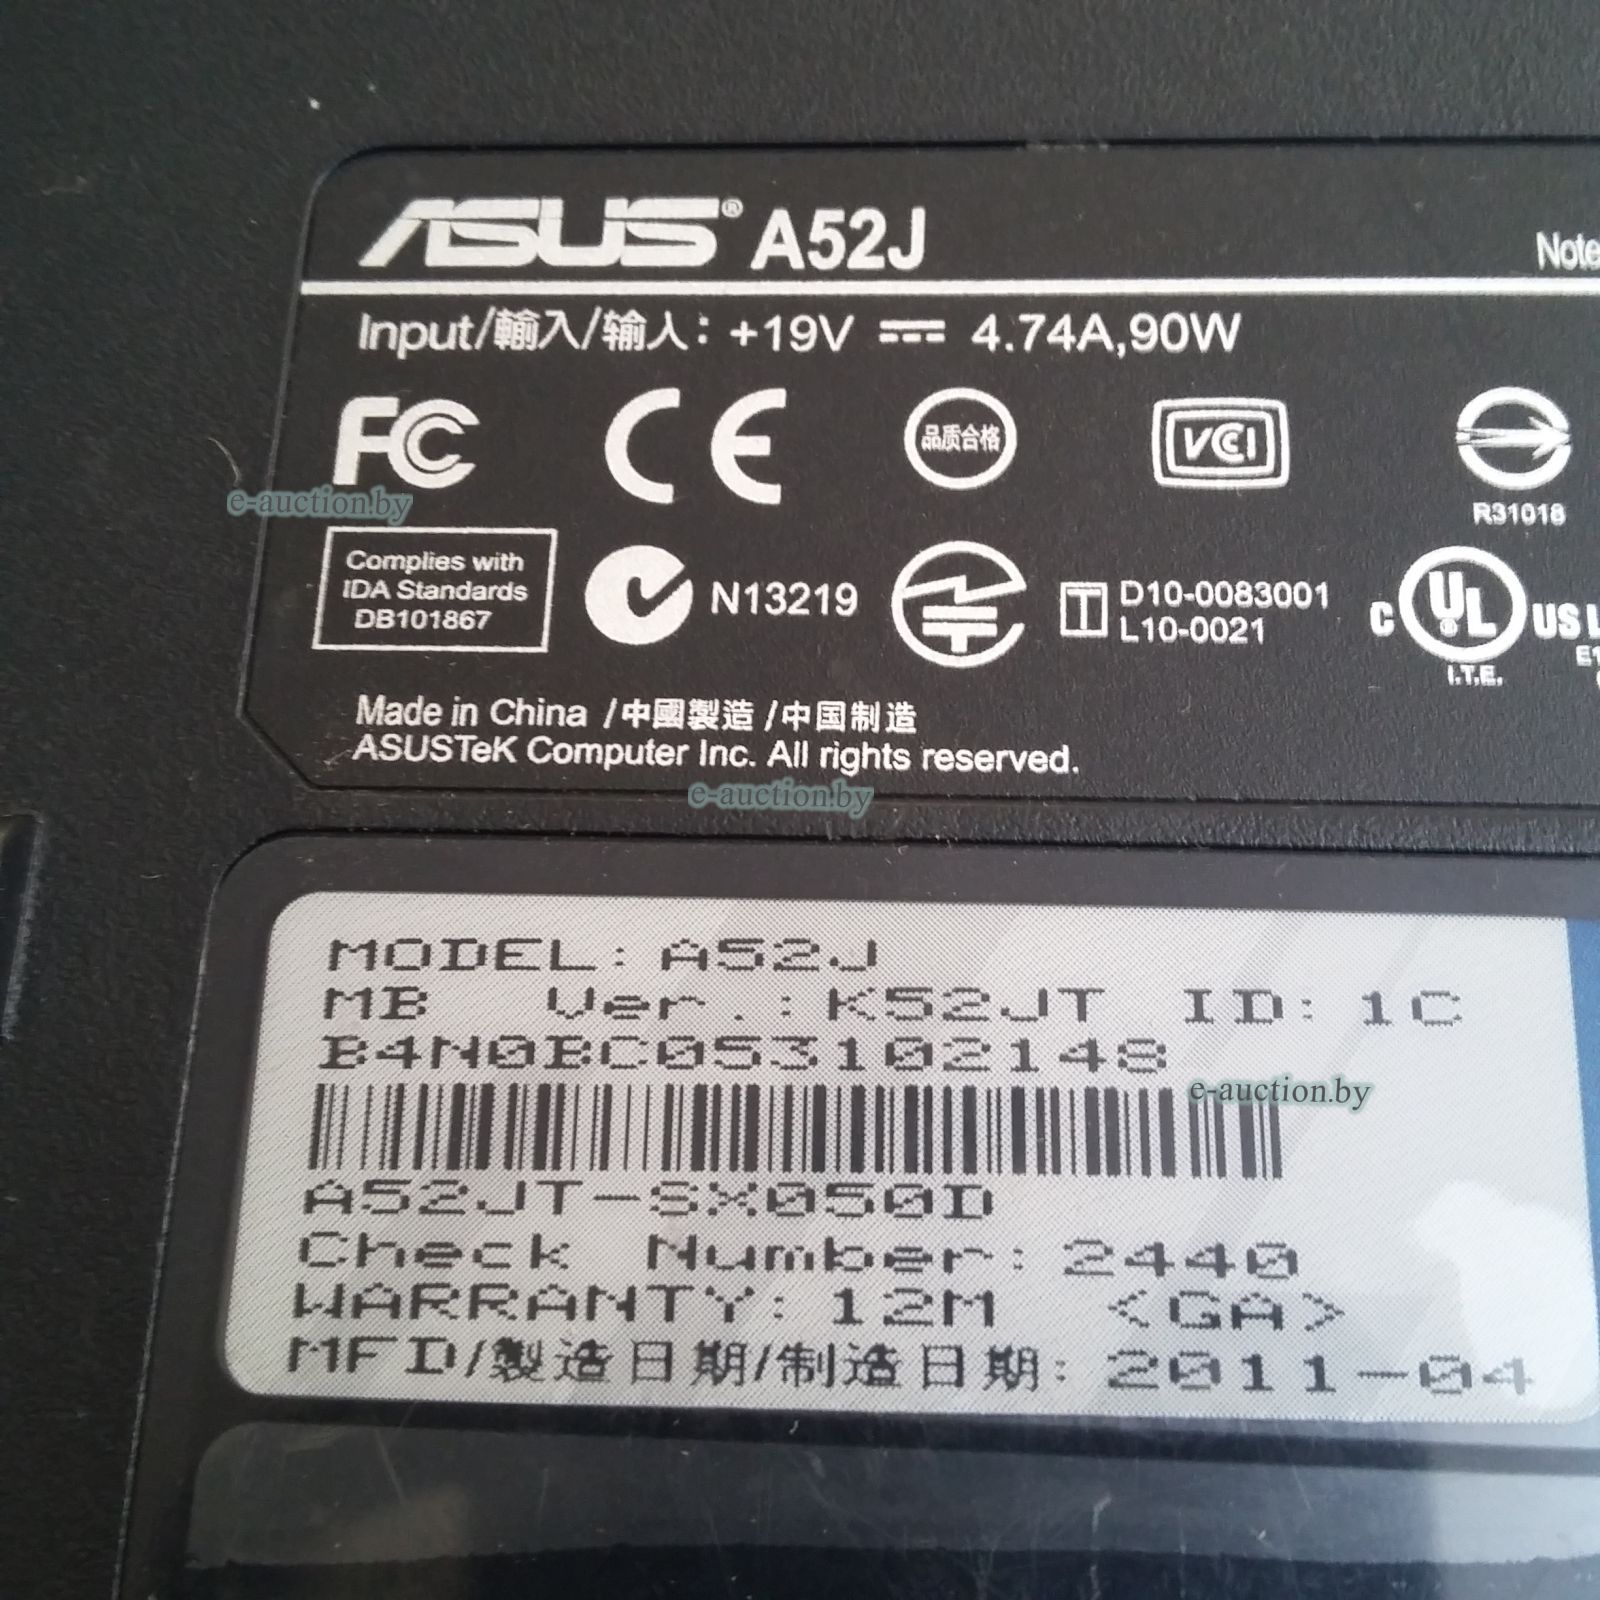 ASUS® A52J
Note
Input/輸入/输入: +19V ⎓ 4.74A,90W
FC CE 品质合格 VCI
R31018
Complies with
IDA Standards
DB101867
N13219
T D10-0083001
L10-0021
C UL® US L
I.T.E.
E1
Made in China /中國製造 /中国制造
ASUSTeK Computer Inc. All rights reserved.
MODEL: A52J
MB Ver.:K52JT ID:1C
B4N0BC053102148
A52JT-SX050D
Check Number:2440
WARRANTY:12M <GA>
MFD/製造日期/制造日期:2011-04
e-auction.by
e-auction.by
e-auction.by